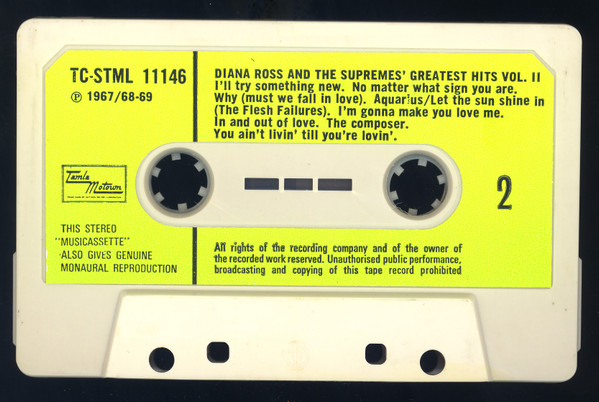 TC-STML 11146
Ⓟ 1967/68-69
DIANA ROSS AND THE SUPREMES' GREATEST HITS VOL. II
I'll try something new. No matter what sign you are.
Why (must we fall in love). Aquarius/Let the sun shine in
(The Flesh Failures). I'm gonna make you love me.
In and out of love. The composer.
You ain't livin' till you're lovin'.
Tamla
Motown
2
THIS STEREO
"MUSICASSETTE"
ALSO GIVES GENUINE
MONAURAL REPRODUCTION
All rights of the recording company and of the owner of
the recorded work reserved. Unauthorised public performance,
broadcasting and copying of this tape record prohibited